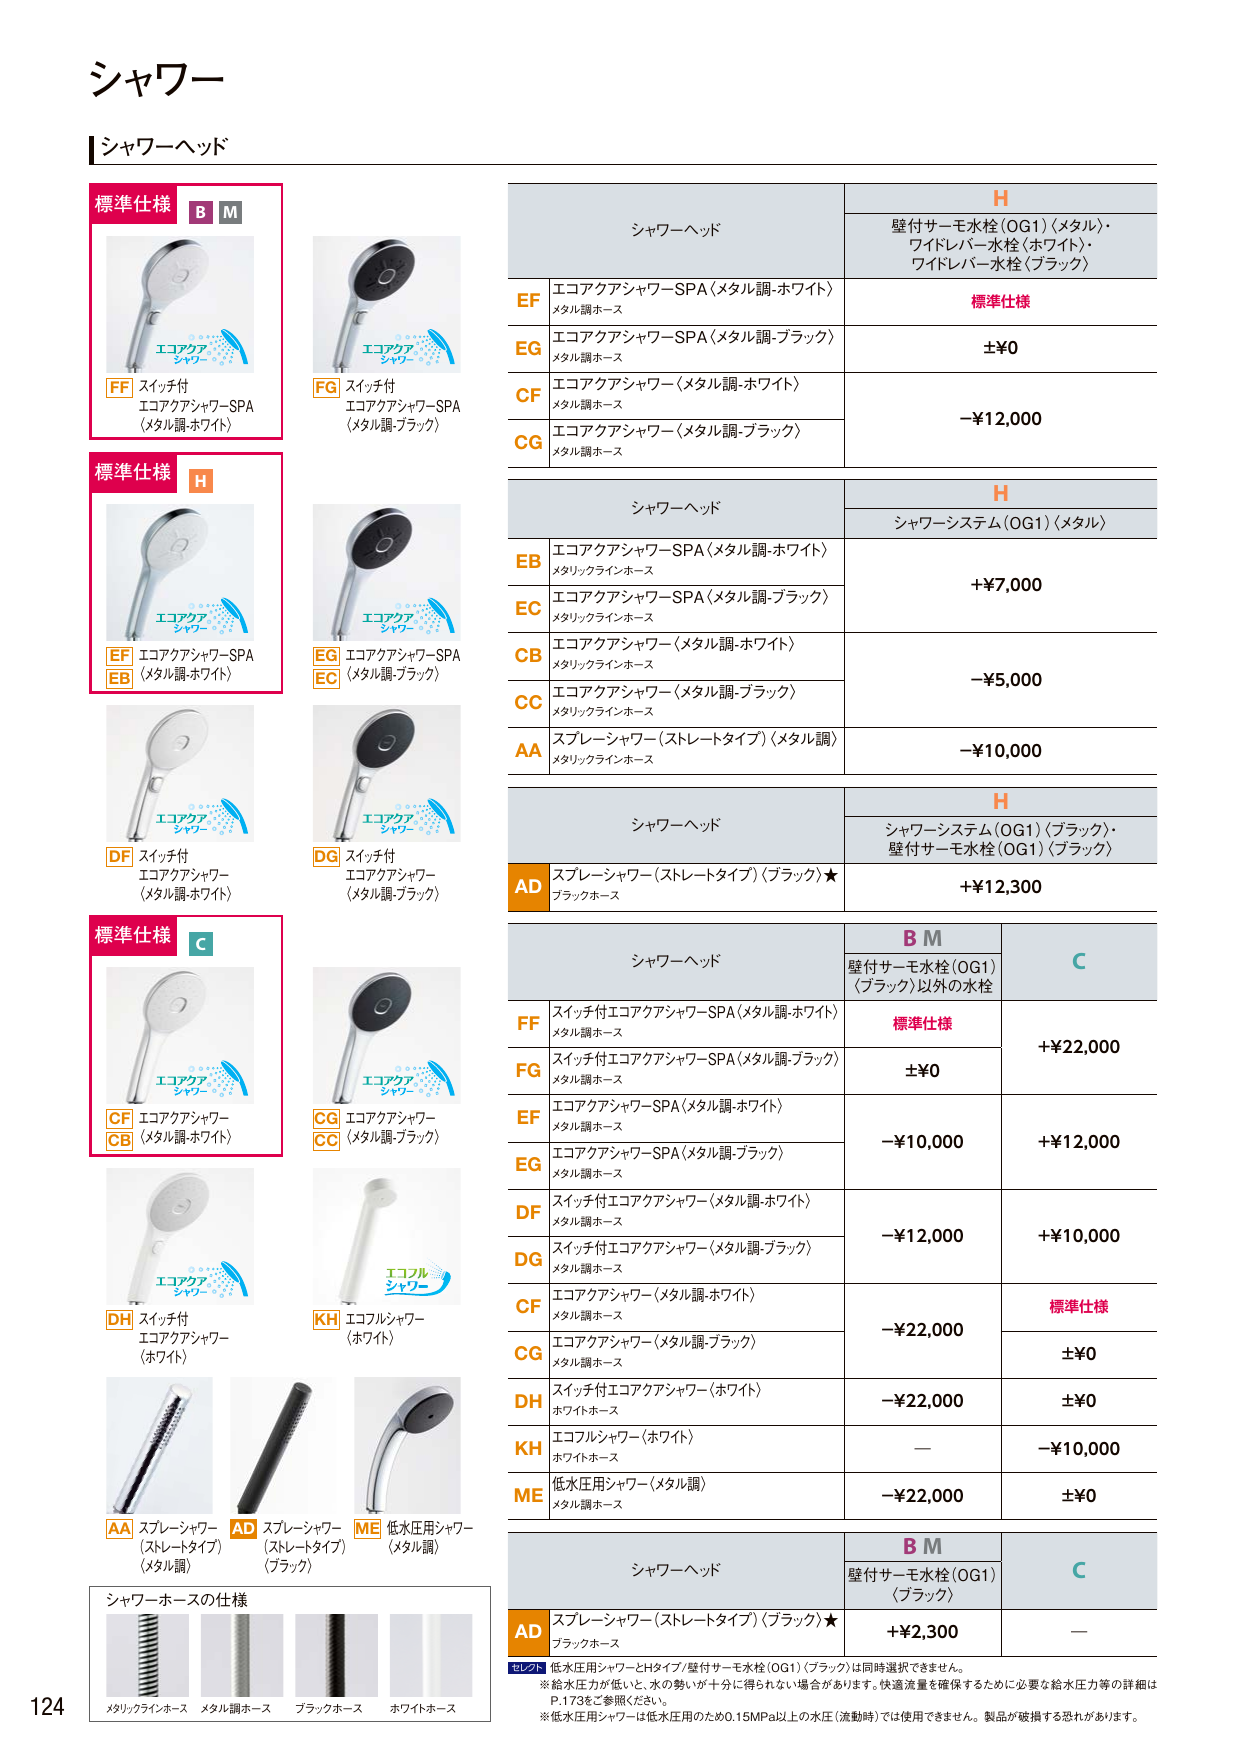 シャワー
シャワーヘッド
標準仕様 B M
エコアクア
シャワー
FF スイッチ付
エコアクアシャワーSPA
〈メタル調-ホワイト〉
エコアクア
シャワー
FG スイッチ付
エコアクアシャワーSPA
〈メタル調-ブラック〉
標準仕様 H
エコアクア
シャワー
EF エコアクアシャワーSPA
EB 〈メタル調-ホワイト〉
エコアクア
シャワー
EG エコアクアシャワーSPA
EC 〈メタル調-ブラック〉
エコアクア
シャワー
DF スイッチ付
エコアクアシャワー
〈メタル調-ホワイト〉
エコアクア
シャワー
DG スイッチ付
エコアクアシャワー
〈メタル調-ブラック〉
標準仕様 C
エコアクア
シャワー
CF エコアクアシャワー
CB 〈メタル調-ホワイト〉
エコアクア
シャワー
CG エコアクアシャワー
CC 〈メタル調-ブラック〉
エコアクア
シャワー
DH スイッチ付
エコアクアシャワー
〈ホワイト〉
エコフル
シャワー
KH エコフルシャワー
〈ホワイト〉
AA スプレーシャワー
(ストレートタイプ)
〈メタル調〉
AD スプレーシャワー
(ストレートタイプ)
〈ブラック〉
ME 低水圧用シャワー
〈メタル調〉
シャワーホースの仕様
メタリックラインホース メタル調ホース ブラックホース ホワイトホース
124
シャワーヘッド
H
壁付サーモ水栓(OG1)〈メタル〉・
ワイドレバー水栓〈ホワイト〉・
ワイドレバー水栓〈ブラック〉
EF エコアクアシャワーSPA〈メタル調-ホワイト〉
メタル調ホース
標準仕様
EG エコアクアシャワーSPA〈メタル調-ブラック〉
メタル調ホース
±¥0
CF エコアクアシャワー〈メタル調-ホワイト〉
メタル調ホース
−¥12,000
CG エコアクアシャワー〈メタル調-ブラック〉
メタル調ホース
シャワーヘッド
H
シャワーシステム(OG1)〈メタル〉
EB エコアクアシャワーSPA〈メタル調-ホワイト〉
メタリックラインホース
+¥7,000
EC エコアクアシャワーSPA〈メタル調-ブラック〉
メタリックラインホース
CB エコアクアシャワー〈メタル調-ホワイト〉
メタリックラインホース
−¥5,000
CC エコアクアシャワー〈メタル調-ブラック〉
メタリックラインホース
AA スプレーシャワー(ストレートタイプ)〈メタル調〉
メタリックラインホース
−¥10,000
シャワーヘッド
H
シャワーシステム(OG1)〈ブラック〉・
壁付サーモ水栓(OG1)〈ブラック〉
AD スプレーシャワー(ストレートタイプ)〈ブラック〉★
ブラックホース
+¥12,300
シャワーヘッド
B M
壁付サーモ水栓(OG1)
〈ブラック〉以外の水栓
C
FF スイッチ付エコアクアシャワーSPA〈メタル調-ホワイト〉
メタル調ホース
標準仕様
+¥22,000
FG スイッチ付エコアクアシャワーSPA〈メタル調-ブラック〉
メタル調ホース
±¥0
EF エコアクアシャワーSPA〈メタル調-ホワイト〉
メタル調ホース
−¥10,000 +¥12,000
EG エコアクアシャワーSPA〈メタル調-ブラック〉
メタル調ホース
DF スイッチ付エコアクアシャワー〈メタル調-ホワイト〉
メタル調ホース
−¥12,000 +¥10,000
DG スイッチ付エコアクアシャワー〈メタル調-ブラック〉
メタル調ホース
CF エコアクアシャワー〈メタル調-ホワイト〉
メタル調ホース
−¥22,000 標準仕様
CG エコアクアシャワー〈メタル調-ブラック〉
メタル調ホース
±¥0
DH スイッチ付エコアクアシャワー〈ホワイト〉
ホワイトホース
−¥22,000 ±¥0
KH エコフルシャワー〈ホワイト〉
ホワイトホース
— −¥10,000
ME 低水圧用シャワー〈メタル調〉
メタル調ホース
−¥22,000 ±¥0
シャワーヘッド
B M
壁付サーモ水栓(OG1)
〈ブラック〉
C
AD スプレーシャワー(ストレートタイプ)〈ブラック〉★
ブラックホース
+¥2,300 —
セレクト 低水圧用シャワーとHタイプ/壁付サーモ水栓(OG1)〈ブラック〉は同時選択できません。
※給水圧力が低いと、水の勢いが十分に得られない場合があります。快適流量を確保するために必要な給水圧力等の詳細は
P.173をご参照ください。
※低水圧用シャワーは低水圧用のため0.15MPa以上の水圧(流動時)では使用できません。製品が破損する恐れがあります。